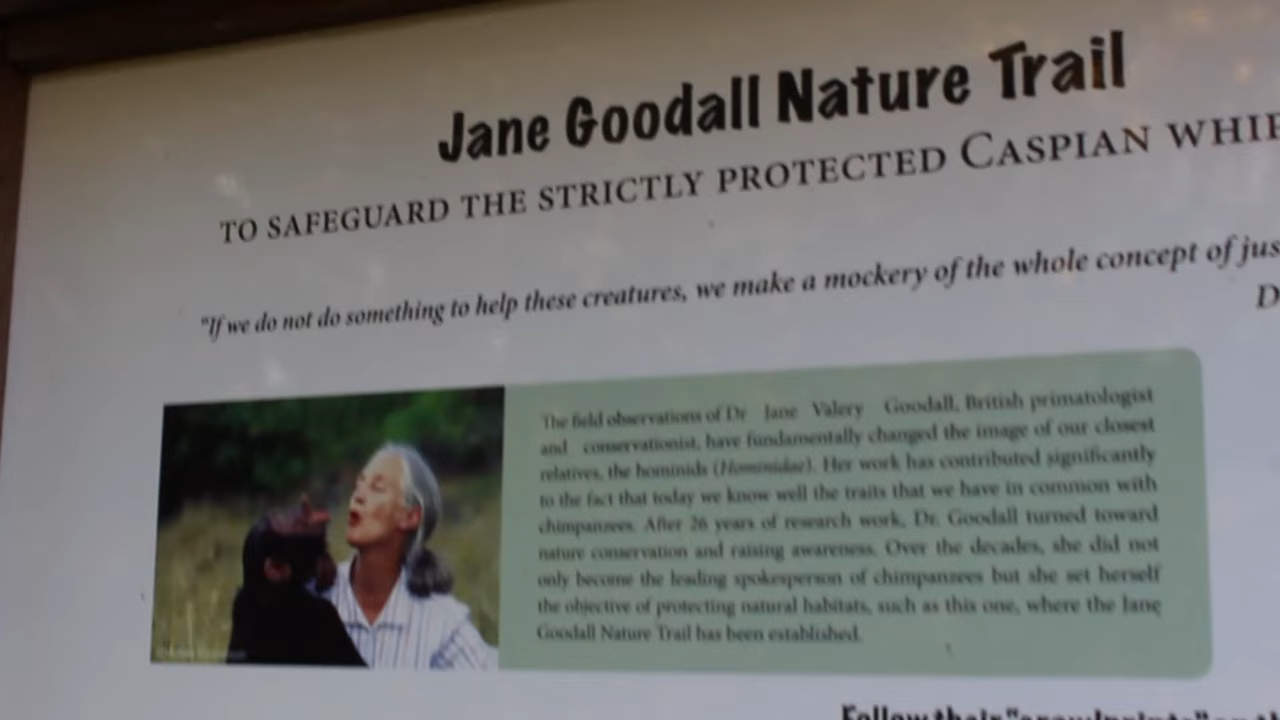 Jane Goodall Nature Trail
TO SAFEGUARD THE STRICTLY PROTECTED CASPIAN WHIP
"If we do not do something to help these creatures, we make a mockery of the whole concept of jus
D
The field observations of Dr Jane Valery Goodall, British primatologist
and conservationist, have fundamentally changed the image of our closest
relatives, the hominids (Hominidae). Her work has contributed significantly
to the fact that today we know well the traits that we have in common with
chimpanzees. After 26 years of research work, Dr. Goodall turned toward
nature conservation and raising awareness. Over the decades, she did not
only become the leading spokesperson of chimpanzees but she set herself
the objective of protecting natural habitats, such as this one, where the Jane
Goodall Nature Trail has been established.
Follow their